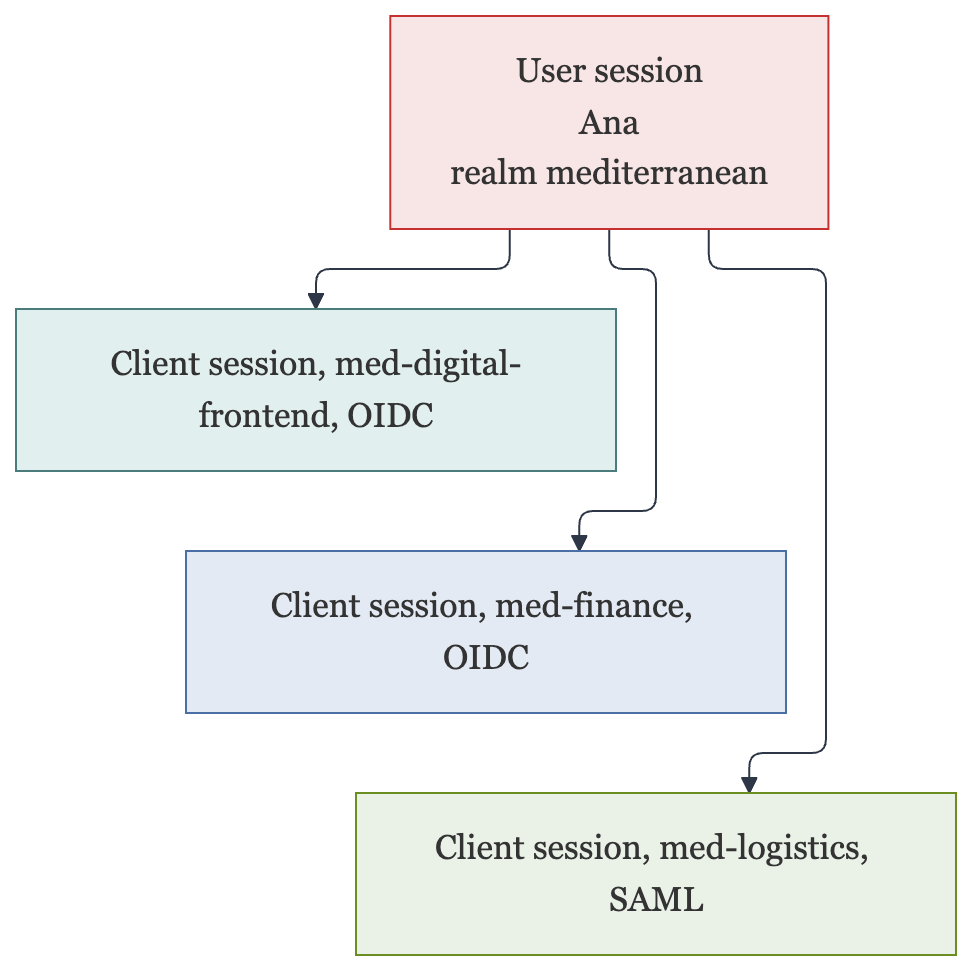 User session
Ana
realm mediterranean
Client session, med-digital-
frontend, OIDC
Client session, med-finance,
OIDC
Client session, med-logistics,
SAML